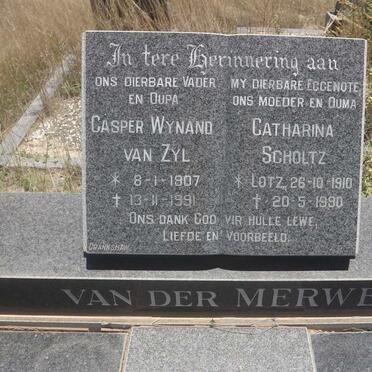 In tere Herinnering aan
ONS DIERBARE VADER
EN OUPA
CASPER WYNAND
VAN ZYL
* 8-1-1907
† 13-11-1991
MY DIERBARE EGGENOTE
ONS MOEDER EN OUMA
CATHARINA
SCHOLTZ
* LOTZ, 26-10-1910
† 20-5-1990
ONS DANK GOD VIR HULLE LEWE,
LIEFDE EN VOORBEELD.
CRANKSHAW
VAN DER MERWE